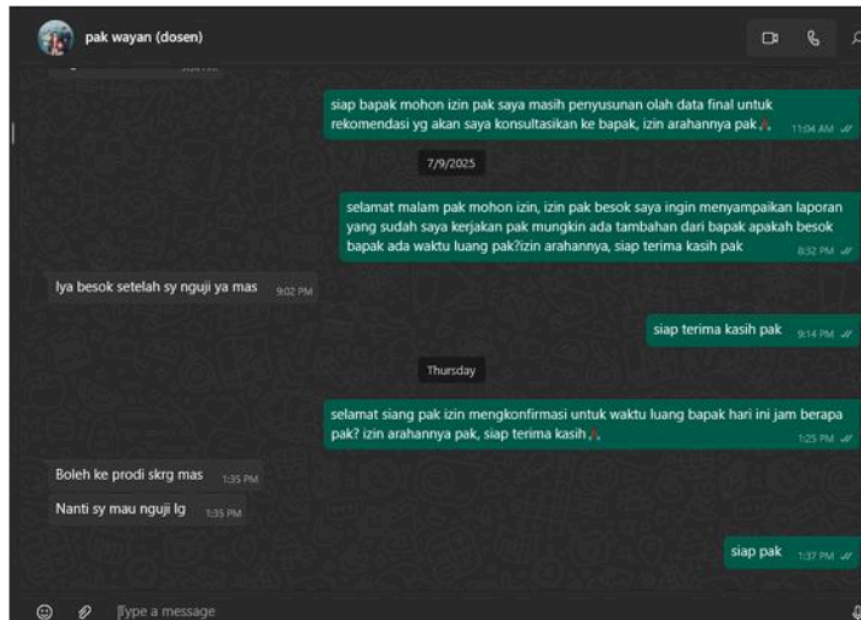 pak wayan (dosen)
siap bapak mohon izin pak saya masih penyusunan olah data final untuk
rekomendasi yg akan saya konsultasikan ke bapak, izin arahannya pak🙏
11:04 AM
7/9/2025
selamat malam pak mohon izin, izin pak besok saya ingin menyampaikan laporan
yang sudah saya kerjakan pak mungkin ada tambahan dari bapak apakah besok
bapak ada waktu luang pak?izin arahannya, siap terima kasih pak
8:32 PM
Iya besok setelah sy nguji ya mas 9:02 PM
siap terima kasih pak 9:14 PM
Thursday
selamat siang pak izin mengkonfirmasi untuk waktu luang bapak hari ini jam berapa
pak? izin arahannya pak, siap terima kasih🙏
1:25 PM
Boleh ke prodi skrg mas 1:35 PM
Nanti sy mau nguji lg 1:35 PM
siap pak 1:37 PM
Type a message